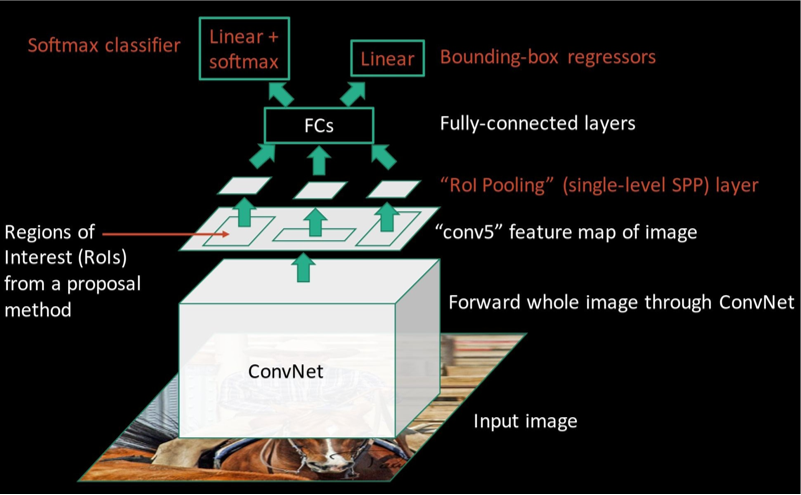 Softmax classifier
Linear +
softmax
Linear
Bounding-box regressors
FCs
Fully-connected layers
“RoI Pooling” (single-level SPP) layer
Regions of
Interest (RoIs)
from a proposal
method
“conv5” feature map of image
Forward whole image through ConvNet
ConvNet
Input image